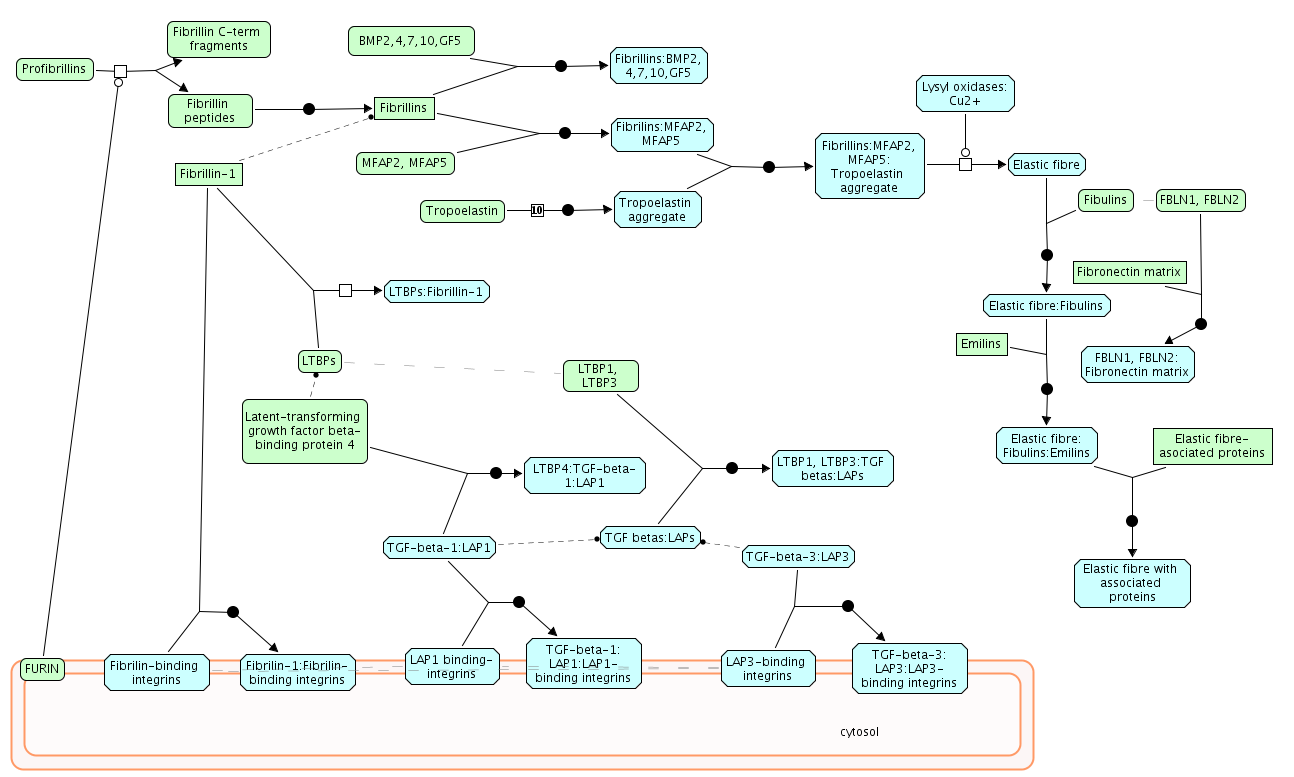 Fibrillin C-term
fragments
BMP2,4,7,10,GF5
Fibrillins:BMP2,
4,7,10,GF5
Profibrillins
Fibrillin
peptides
Fibrillins
Lysyl oxidases:
Cu2+
Fibrilins:MFAP2,
MFAP5
MFAP2, MFAP5
Fibrillins:MFAP2,
MFAP5:
Tropoelastin
aggregate
Elastic fibre
Fibrillin-1
Tropoelastin
10
Tropoelastin
aggregate
Fibulins
FBLN1, FBLN2
Fibronectin matrix
LTBPs:Fibrillin-1
Elastic fibre:Fibulins
Emilins
FBLN1, FBLN2:
Fibronectin matrix
LTBPs
LTBP1,
LTBP3
Latent-transforming
growth factor beta-
binding protein 4
Elastic fibre:
Fibulins:Emilins
Elastic fibre-
asociated proteins
LTBP4:TGF-beta-
1:LAP1
LTBP1, LTBP3:TGF
betas:LAPs
TGF-beta-1:LAP1
TGF betas:LAPs
TGF-beta-3:LAP3
Elastic fibre with
associated
proteins
FURIN
Fibrilin-binding
integrins
Fibrilin-1:Fibrilin-
binding integrins
LAP1 binding-
integrins
TGF-beta-1:
LAP1:LAP1-
binding integrins
LAP3-binding
integrins
TGF-beta-3:
LAP3:LAP3-
binding integrins
cytosol